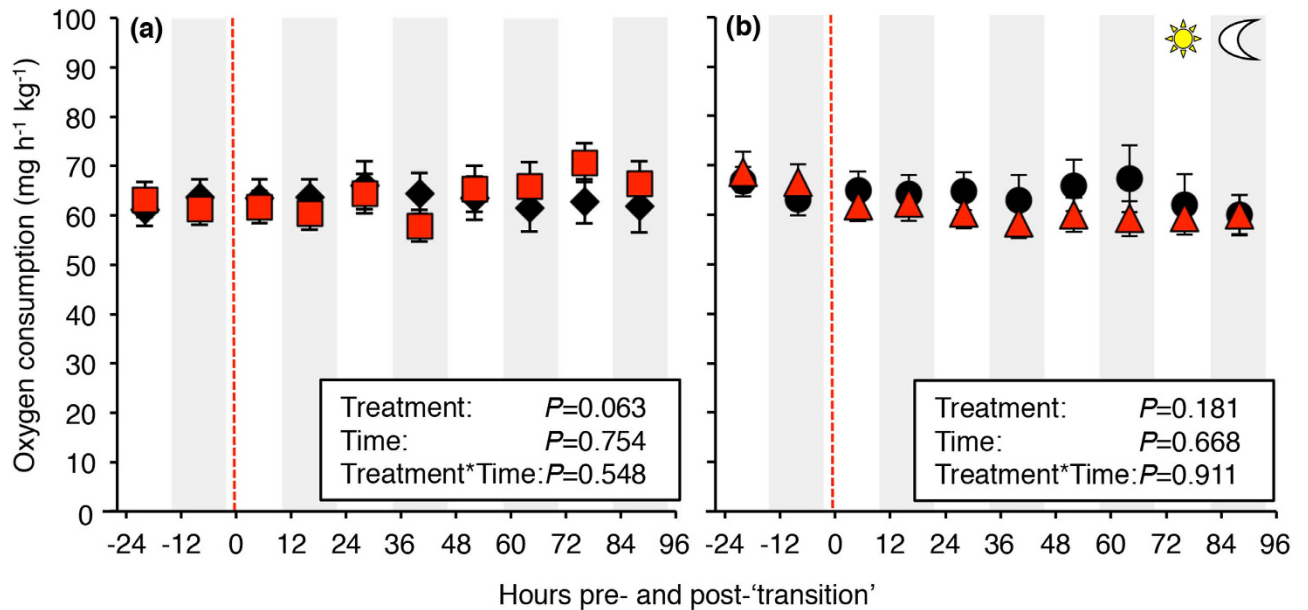 (a)
(b)
100
90
80
70
60
50
40
30
20
10
0
Oxygen consumption (mg h⁻¹ kg⁻¹)
Treatment: P=0.063
Time: P=0.754
Treatment*Time: P=0.548
Treatment: P=0.181
Time: P=0.668
Treatment*Time: P=0.911
-24 -12 0 12 24 36 48 60 72 84 96
-24 -12 0 12 24 36 48 60 72 84 96
Hours pre- and post-‘transition’